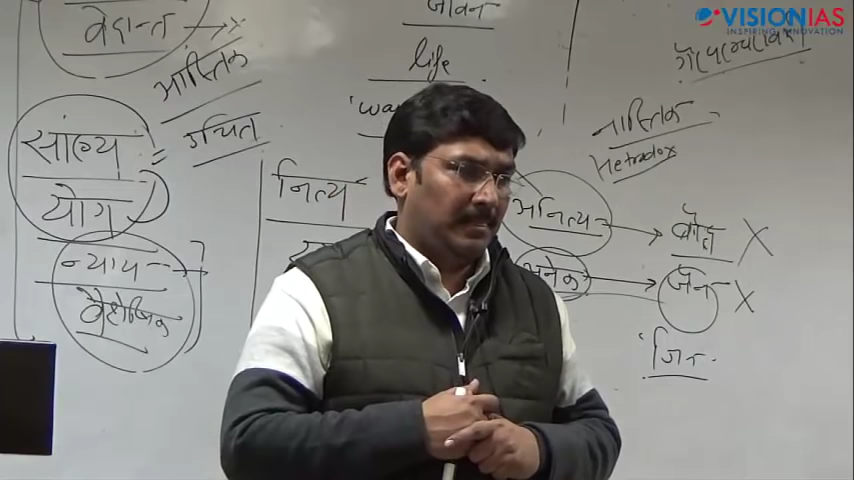 VISIONIAS
INSPIRING INNOVATION
वेदान्त
जीवन
life
आस्तिक
उचित
सांख्य
योग
न्याय
नित्य
नास्तिक
Hetrodox
अनित्य
अनेक
बौद्ध X
जैन X
'जिन'